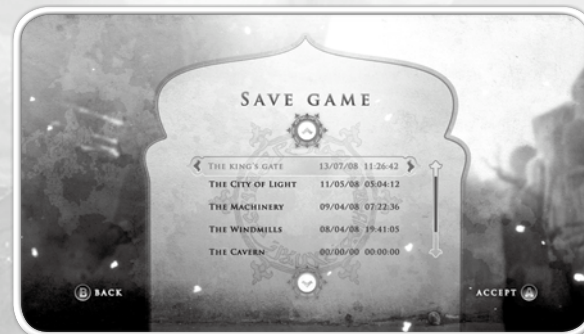 SAVE GAME
THE KING'S GATE 13/07/08 11:26:42
THE CITY OF LIGHT 11/05/08 05:04:12
THE MACHINERY 09/04/08 07:22:36
THE WINDMILLS 08/04/08 19:41:05
THE CAVERN 00/00/00 00:00:00
B BACK
ACCEPT A